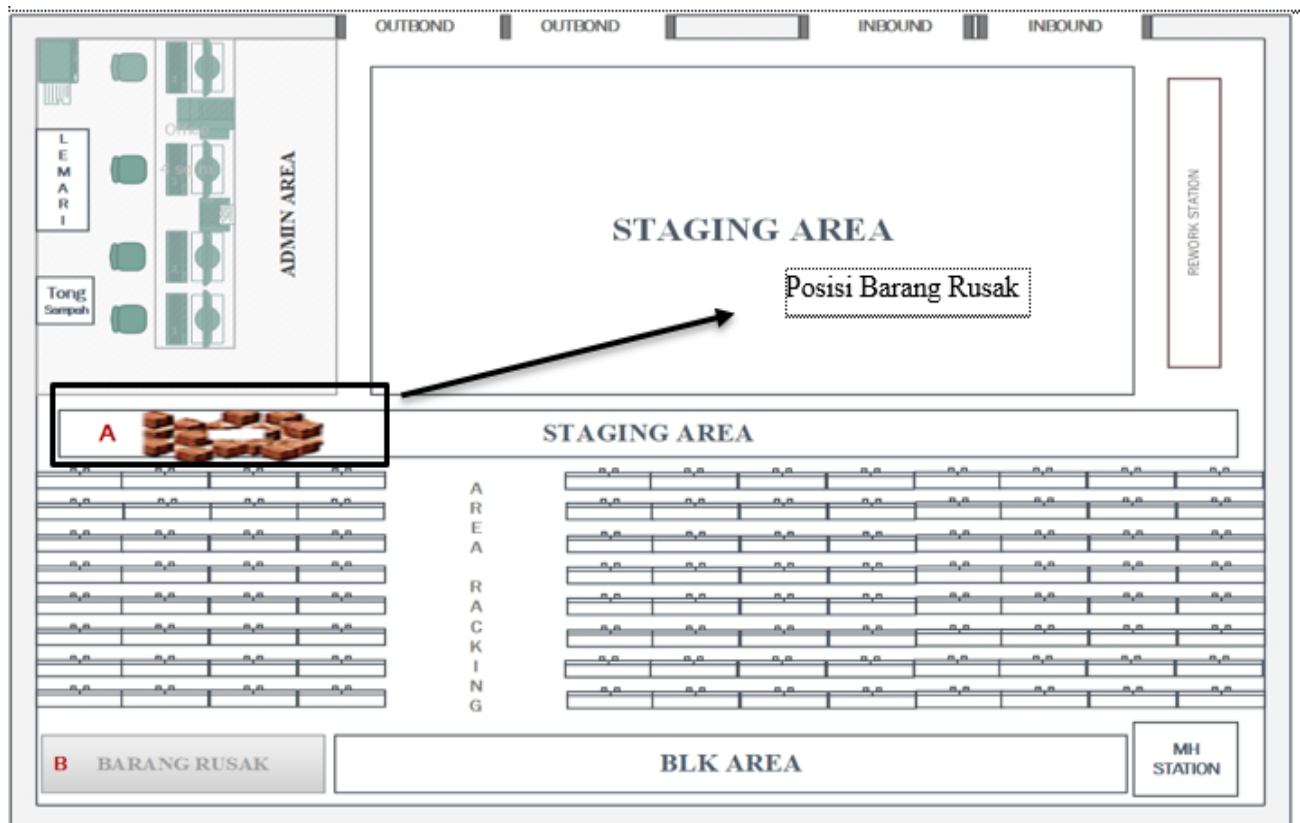 OUTBOND
OUTBOND
INBOUND
INBOUND
LEMARI
Office
Tong
Sampah
ADMIN AREA
STAGING AREA
Posisi Barang Rusak
REWORK STATION
A
STAGING AREA
AREA RACKING
B BARANG RUSAK
BLK AREA
MH
STATION